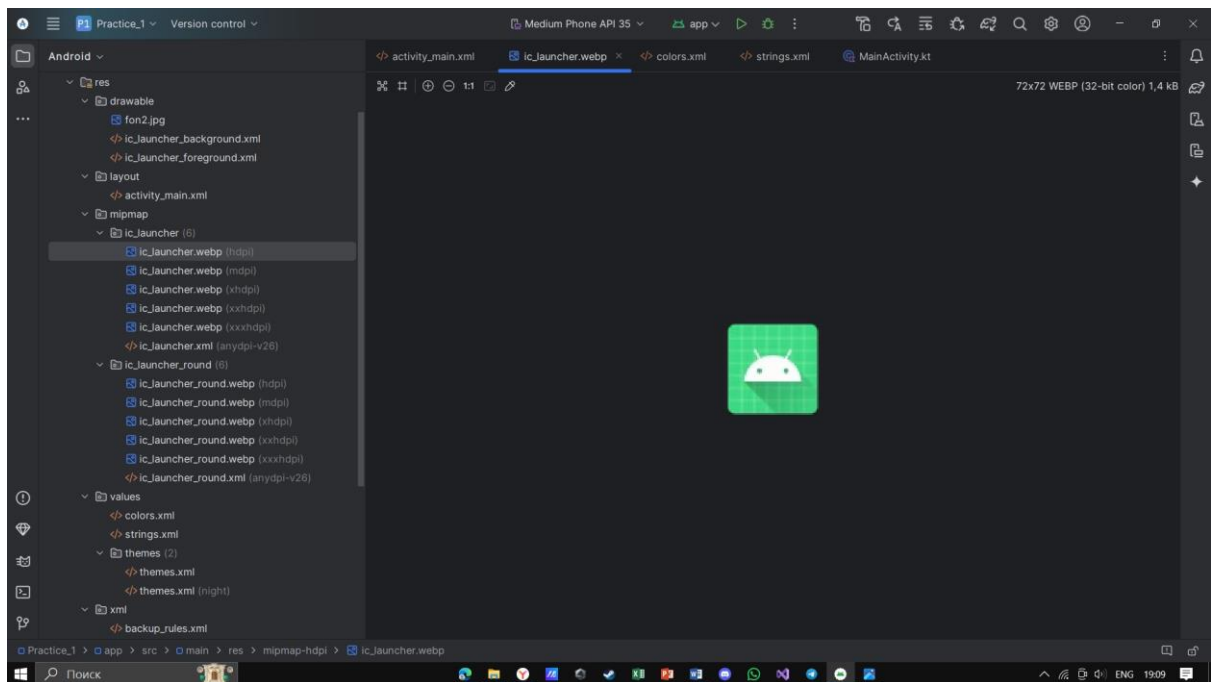 P1 Practice_1 Version control Medium Phone API 35 app
Android activity_main.xml ic_launcher.webp colors.xml strings.xml MainActivity.kt
res 1:1 72x72 WEBP (32-bit color) 1,4 kB
drawable
fon2.jpg
ic_launcher_background.xml
ic_launcher_foreground.xml
layout
activity_main.xml
mipmap
ic_launcher (6)
ic_launcher.webp (hdpi)
ic_launcher.webp (mdpi)
ic_launcher.webp (xhdpi)
ic_launcher.webp (xxhdpi)
ic_launcher.webp (xxxhdpi)
ic_launcher.xml (anydpi-v26)
ic_launcher_round (6)
ic_launcher_round.webp (hdpi)
ic_launcher_round.webp (mdpi)
ic_launcher_round.webp (xhdpi)
ic_launcher_round.webp (xxhdpi)
ic_launcher_round.webp (xxxhdpi)
ic_launcher_round.xml (anydpi-v26)
values
colors.xml
strings.xml
themes (2)
themes.xml
themes.xml (night)
xml
backup_rules.xml
Practice_1 > app > src > main > res > mipmap-hdpi > ic_launcher.webp
Поиск ENG 19:09